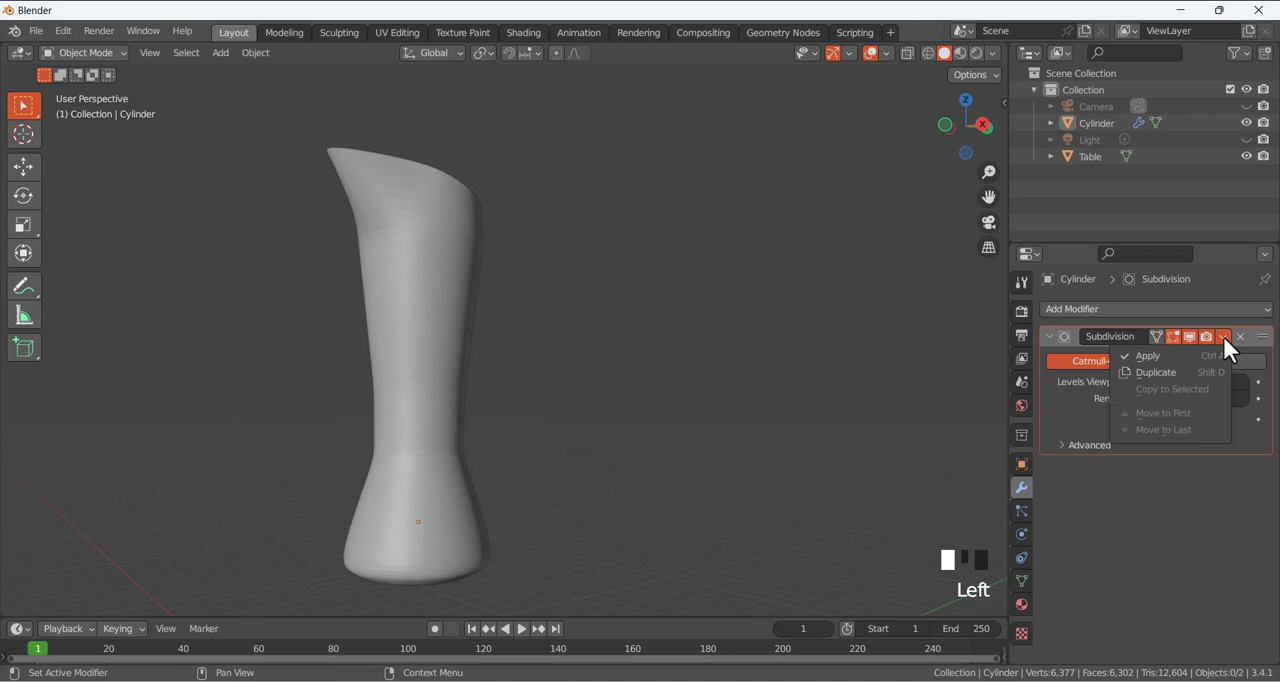 Blender
File Edit Render Window Help Layout Modeling Sculpting UV Editing Texture Paint Shading Animation Rendering Compositing Geometry Nodes Scripting + Scene ViewLayer
Object Mode View Select Add Object Global
Options
User Perspective
(1) Collection | Cylinder
Z
X
Scene Collection
Collection
Camera
Cylinder
Light
Table
Cylinder > Subdivision
Add Modifier
Subdivision
Catmull-
Apply Ctrl
Levels Viewp
Duplicate Shift D
Copy to Selected
Ren
Move to First
Move to Last
Advanced
Left
Playback Keying View Marker 1 Start 1 End 250
1 20 40 60 80 100 120 140 160 180 200 220 240
Set Active Modifier Pan View Context Menu Collection | Cylinder | Verts:6,377 | Faces:6,302 | Tris:12,604 | Objects:0/2 | 3.4.1